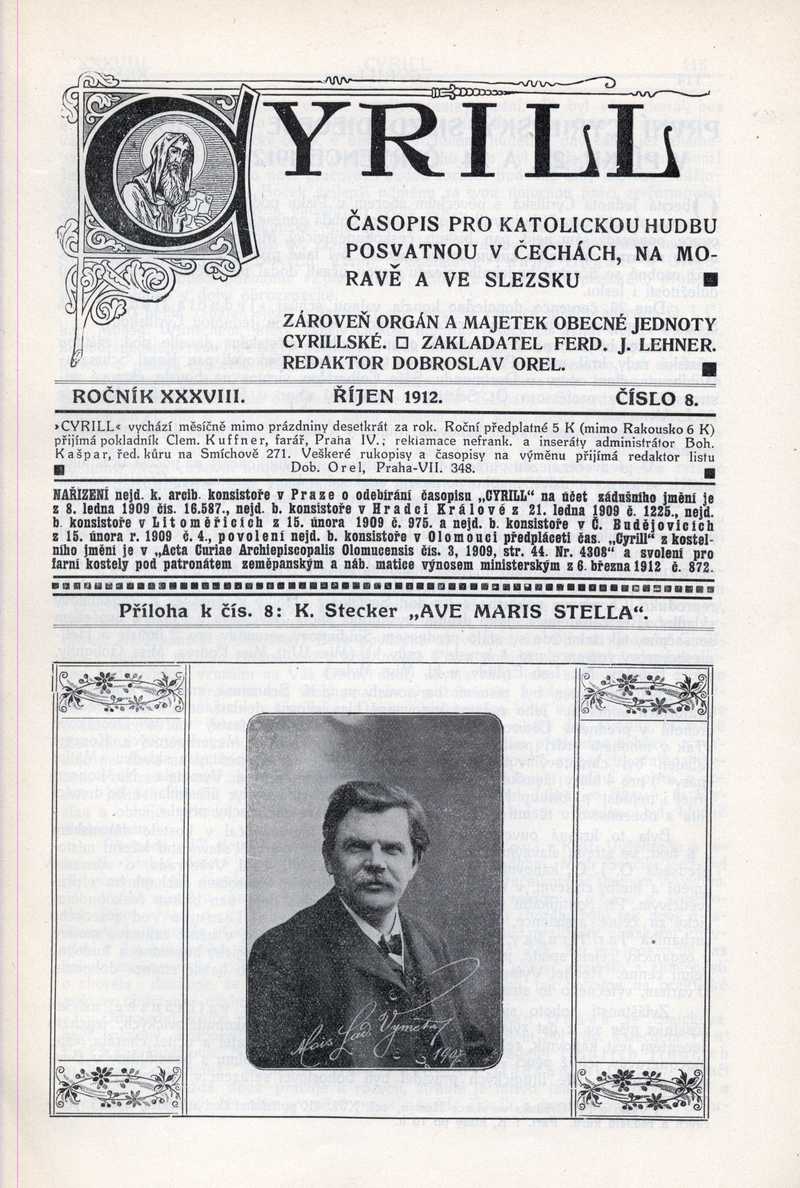 CYRILL
ČASOPIS PRO KATOLICKOU HUDBU
POSVATNOU V ČECHÁCH, NA MO-
RAVĚ A VE SLEZSKU
ZÁROVEŇ ORGÁN A MAJETEK OBECNÉ JEDNOTY
CYRILLSKÉ. □ ZAKLADATEL FERD. J. LEHNER.
REDAKTOR DOBROSLAV OREL.
ROČNÍK XXXVIII. ŘÍJEN 1912. ČÍSLO 8.
»CYRILL« vychází měsíčně mimo prázdniny desetkrát za rok. Roční předplatné 5 K (mimo Rakousko 6 K)
přijímá pokladník Clem. Kuffner, farář, Praha IV.; reklamace nefrank. a inseráty administrátor Boh.
Kašpar, řed. kůru na Smíchově 271. Veškeré rukopisy a časopisy na výměnu přijímá redaktor listu
Dob. Orel, Praha-VII. 348.
NAŘÍZENÍ nejd. k. arcib. konsistoře v Praze o odebírání časopisu „CYRILL“ na účet zádušního jmění je
z 8. ledna 1909 čís. 16.587., nejd. b. konsistoře v Hradci Králové z 21. ledna 1909 č. 1225., nejd.
b. konsistoře v Litoměřicích z 15. února 1909 č. 975. a nejd. b. konsistoře v Č. Budějovicích
z 15. února r. 1909 č. 4., povolení nejd. b. konsistoře v Olomouci předpláceti čas. „Cyrill“ z kostel-
ního jmění je v „Acta Curiae Archiepiscopalis Olomucensis čís. 3, 1909, str. 44. Nr. 4308“ a svolení pro
farní kostely pod patronátem zeměpanským a náb. matice výnosem ministerským z 6. března 1912 č. 872.
Příloha k čís. 8: K. Stecker „AVE MARIS STELLA“.
Alois Lad. Vymetal
1907